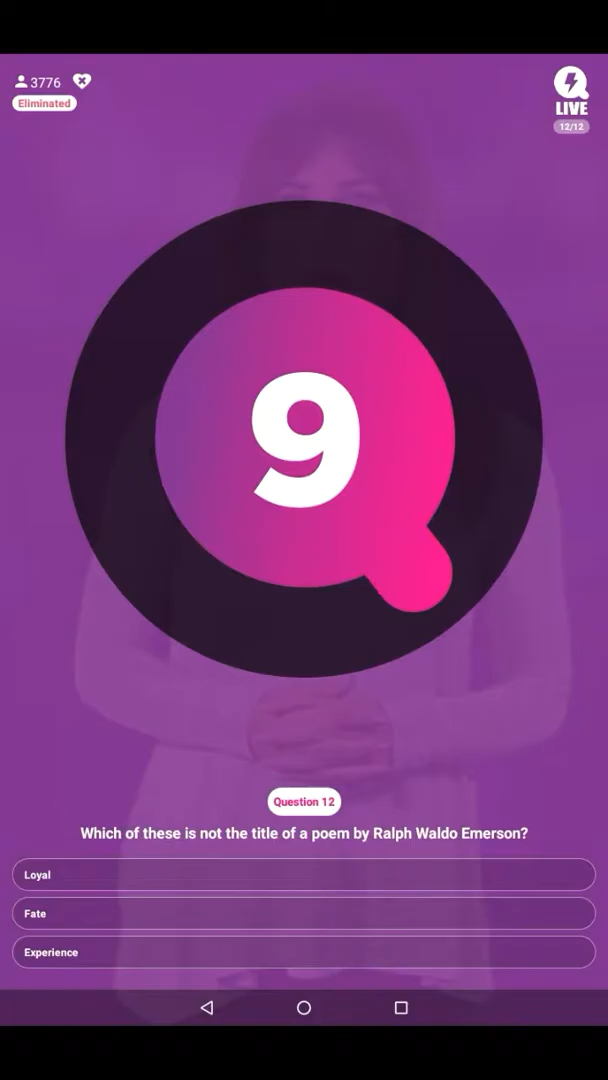 3776
Eliminated
LIVE
12/12
9
Question 12
Which of these is not the title of a poem by Ralph Waldo Emerson?
Loyal
Fate
Experience